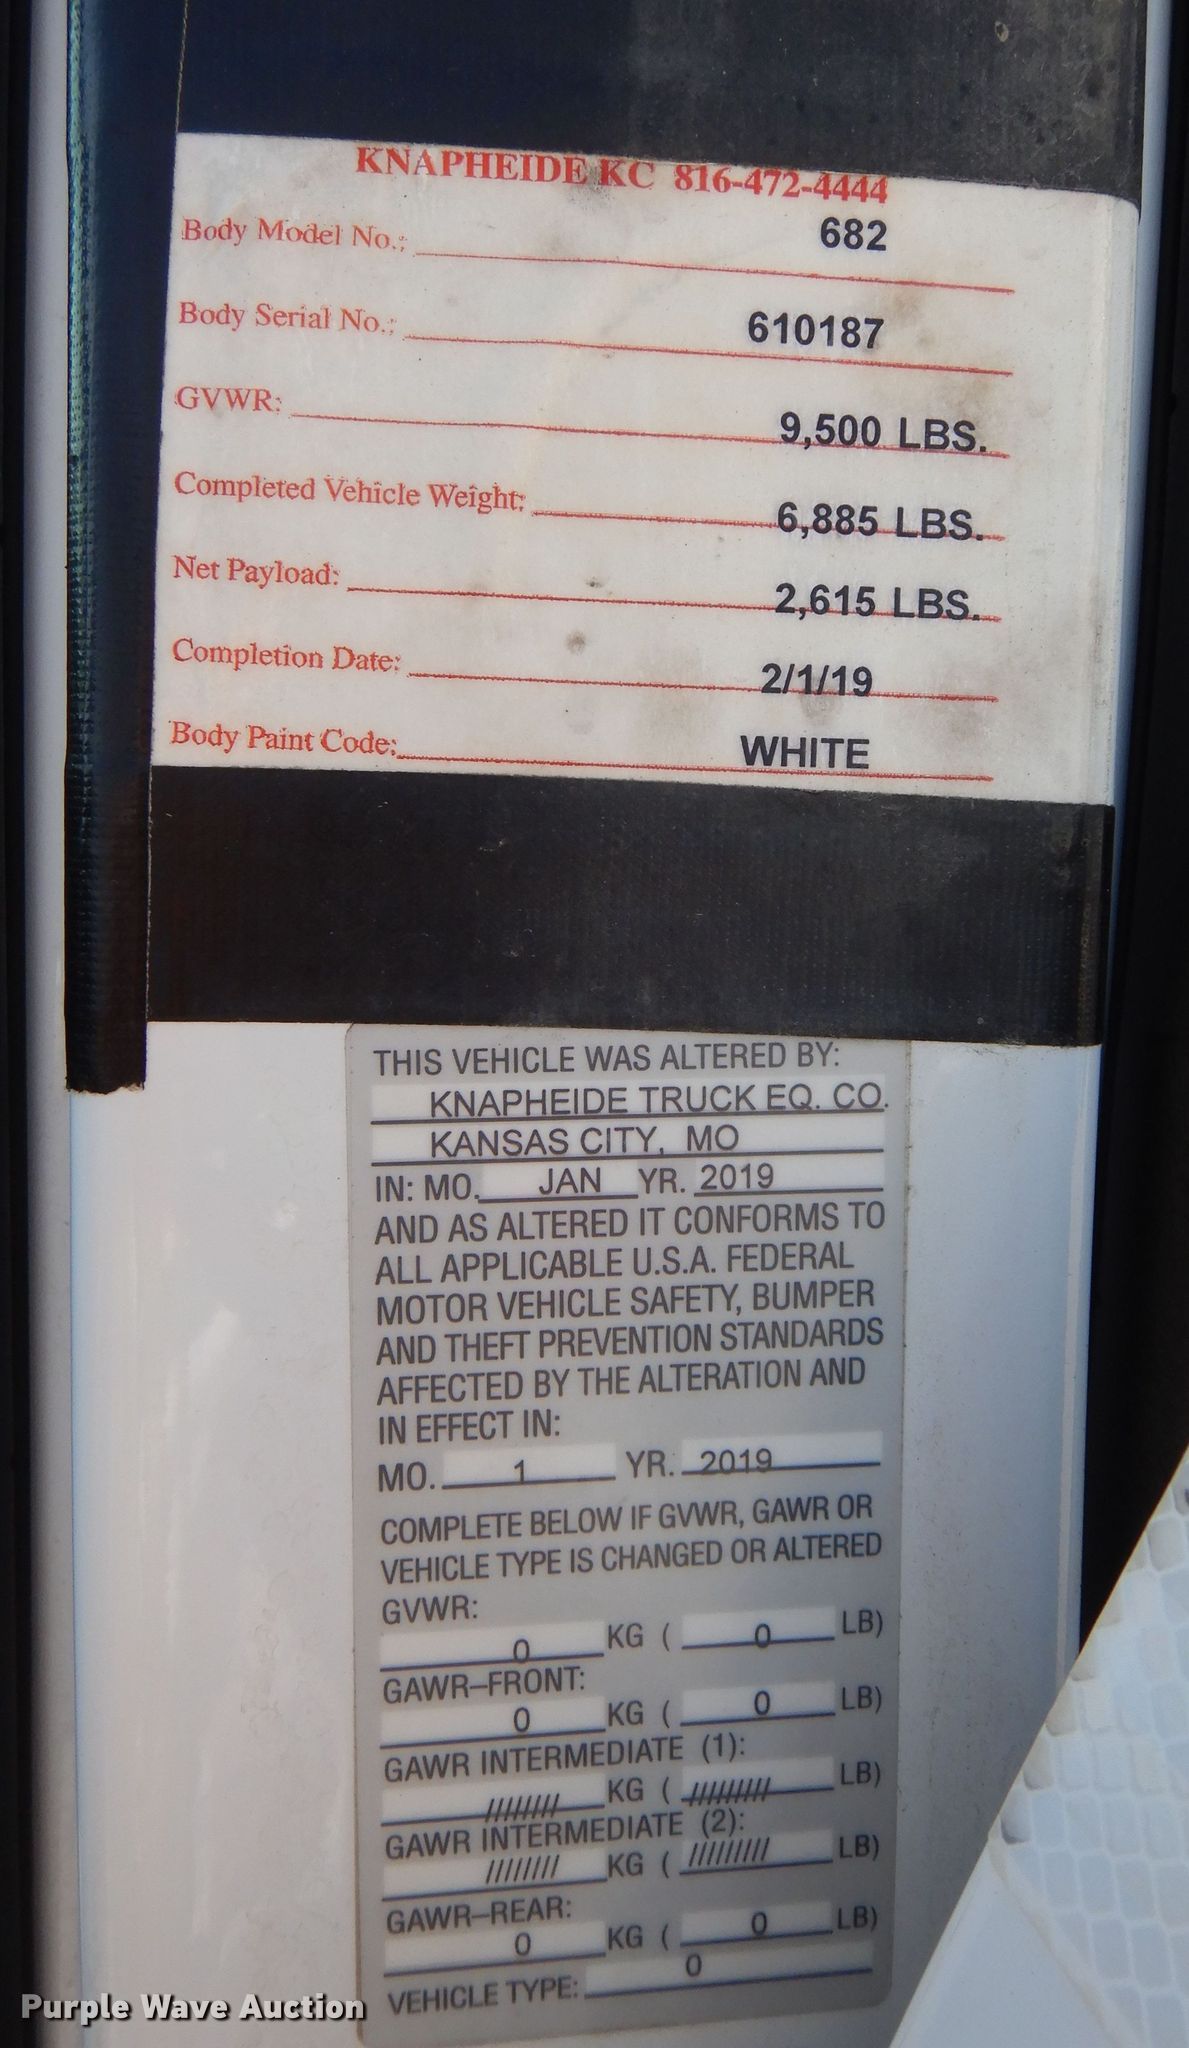 KNAPHEIDE KC 816-472-4444
Body Model No.: 682
Body Serial No.: 610187
GVWR: 9,500 LBS.
Completed Vehicle Weight: 6,885 LBS.
Net Payload: 2,615 LBS.
Completion Date: 2/1/19
Body Paint Code: WHITE
THIS VEHICLE WAS ALTERED BY:
KNAPHEIDE TRUCK EQ. CO.
KANSAS CITY, MO
IN: MO. JAN YR. 2019
AND AS ALTERED IT CONFORMS TO
ALL APPLICABLE U.S.A. FEDERAL
MOTOR VEHICLE SAFETY, BUMPER
AND THEFT PREVENTION STANDARDS
AFFECTED BY THE ALTERATION AND
IN EFFECT IN:
MO. 1 YR. 2019
COMPLETE BELOW IF GVWR, GAWR OR
VEHICLE TYPE IS CHANGED OR ALTERED
GVWR:
0 KG ( 0 LB)
GAWR–FRONT:
0 KG ( 0 LB)
GAWR INTERMEDIATE (1):
//////// KG ( ///////// LB)
GAWR INTERMEDIATE (2):
//////// KG ( ///////// LB)
GAWR–REAR:
0 KG ( 0 LB)
VEHICLE TYPE: 0
Purple Wave Auction